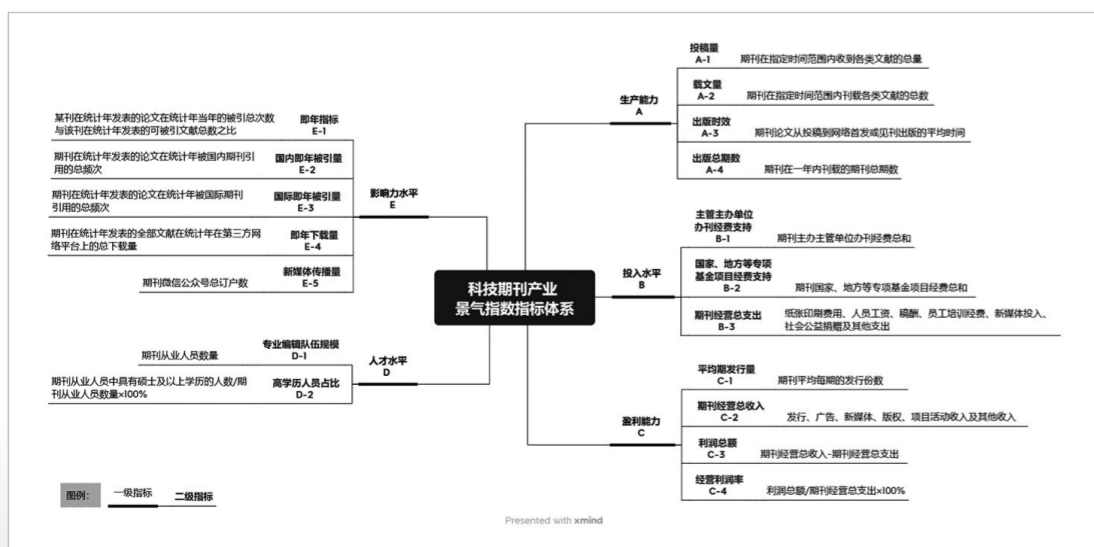 科技期刊产业
景气指数指标体系
生产能力
A
投稿量
A-1
期刊在指定时间范围内收到各类文献的总量
载文量
A-2
期刊在指定时间范围内刊载各类文献的总数
出版时效
A-3
期刊论文从投稿到网络首发或见刊出版的平均时间
出版总期数
A-4
期刊在一年内刊载的期刊总期数
投入水平
B
主管主办单位
办刊经费支持
B-1
期刊主办主管单位办刊经费总和
国家、地方等专项
基金项目经费支持
B-2
期刊国家、地方等专项基金项目经费总和
期刊经营总支出
B-3
纸张印刷费用、人员工资、稿酬、员工培训经费、新媒体投入、
社会公益捐赠及其他支出
盈利能力
C
平均期发行量
C-1
期刊平均每期的发行份数
期刊经营总收入
C-2
发行、广告、新媒体、版权、项目活动收入及其他收入
利润总额
C-3
期刊经营总收入-期刊经营总支出
经营利润率
C-4
利润总额/期刊经营总支出×100%
人才水平
D
专业编辑队伍规模
D-1
期刊从业人员数量
高学历人员占比
D-2
期刊从业人员中具有硕士及以上学历的人数/期
刊从业人员数量×100%
影响力水平
E
即年指标
E-1
某刊在统计年发表的论文在统计年当年的被引总次数
与该刊在统计年发表的可被引文献总数之比
国内即年被引量
E-2
期刊在统计年发表的论文在统计年被国内期刊引
用的总频次
国际即年被引量
E-3
期刊在统计年发表的论文在统计年被国际期刊
引用的总频次
即年下载量
E-4
期刊在统计年发表的全部文献在统计年在第三方网
络平台上的总下载量
新媒体传播量
E-5
期刊微信公众号总订户数
图例:
一级指标
二级指标
Presented with xmind